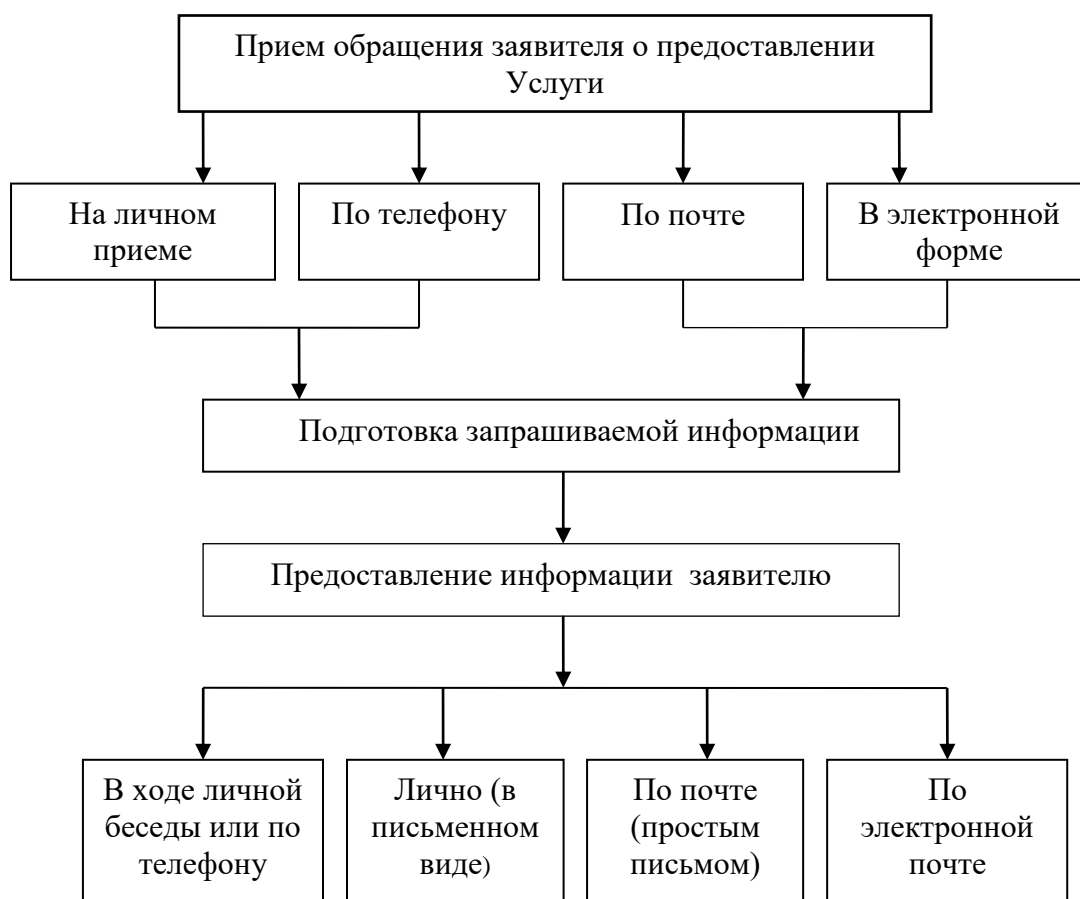 Прием обращения заявителя о предоставлении
Услуги
На личном
приеме
По телефону
По почте
В электронной
форме
Подготовка запрашиваемой информации
Предоставление информации  заявителю
В ходе личной
беседы или по
телефону
Лично (в
письменном
виде)
По почте
(простым
письмом)
По
электронной
почте